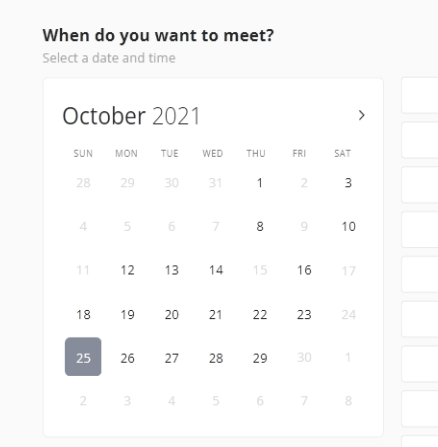 When do you want to meet?
Select a date and time
October 2021
SUN MON TUE WED THU FRI SAT
28 29 30 31 1 2 3
4 5 6 7 8 9 10
11 12 13 14 15 16 17
18 19 20 21 22 23 24
25 26 27 28 29 30 1
2 3 4 5 6 7 8